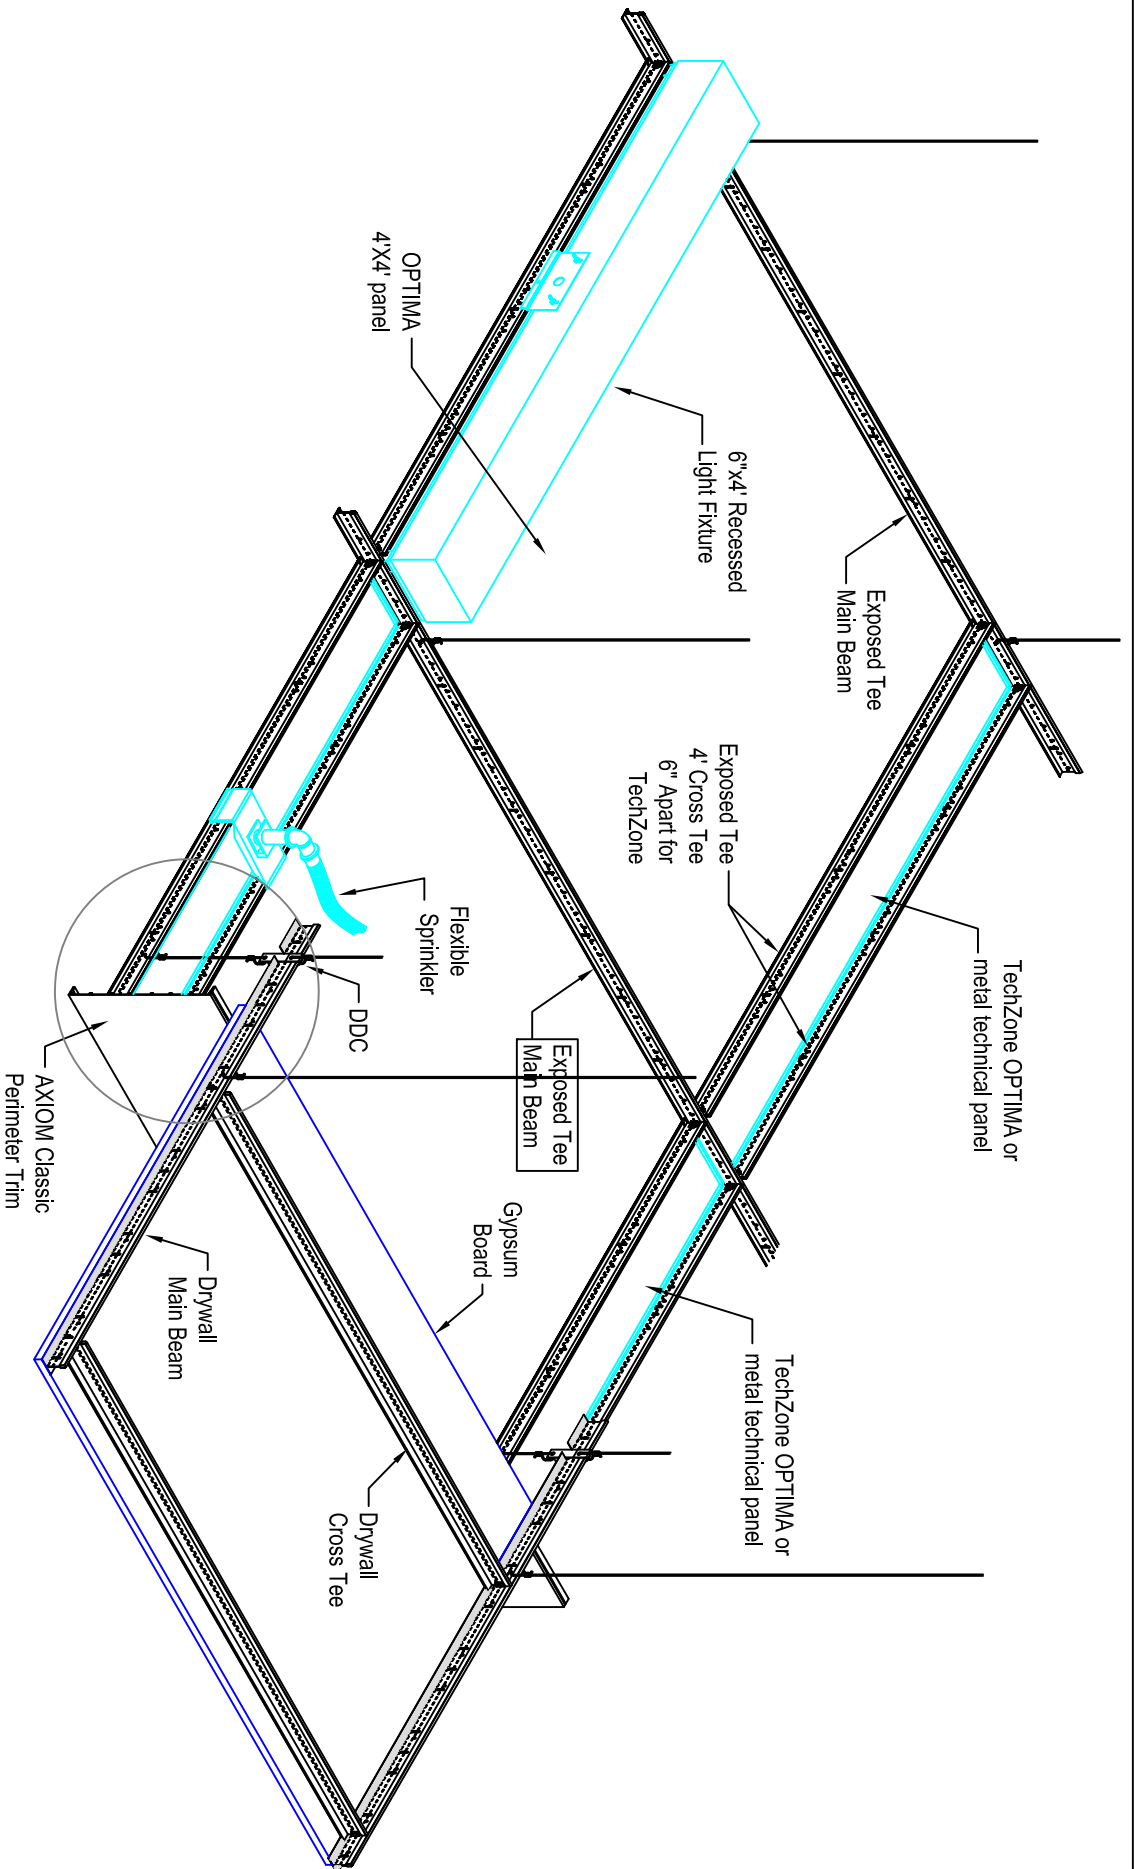 TechZone OPTIMA or
metal technical panel
TechZone OPTIMA or
metal technical panel
Exposed Tee
Main Beam
6"x4' Recessed
Light Fixture
Exposed Tee
4' Cross Tee
6" Apart for
TechZone
OPTIMA
4'X4' panel
Exposed Tee
Main Beam
Gypsum
Board
Flexible
Sprinkler
DDC
Drywall
Cross Tee
Drywall
Main Beam
AXIOM Classic
Perimeter Trim